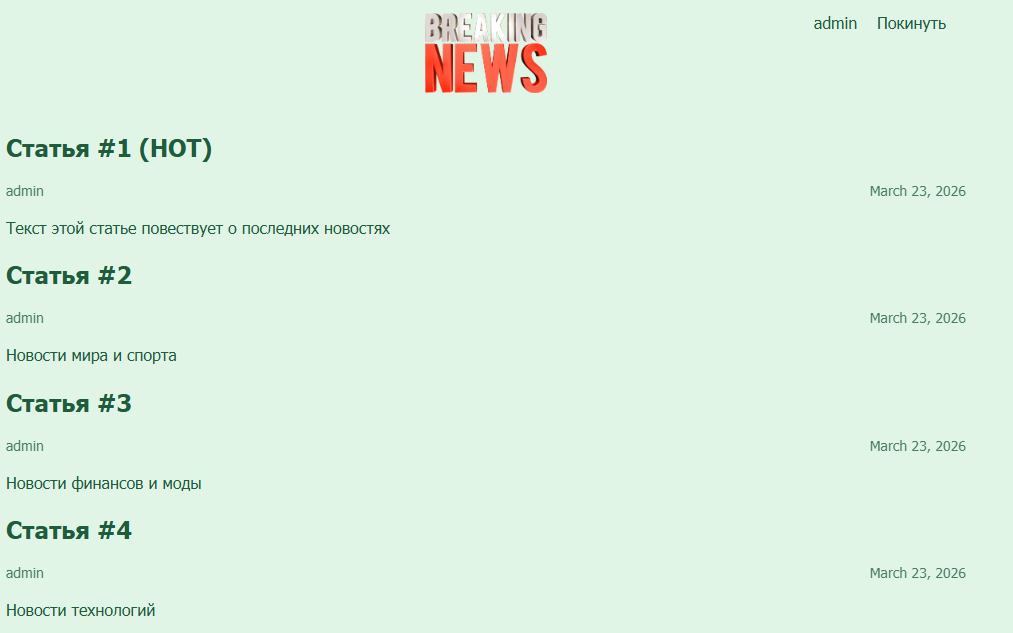 BREAKING
NEWS
admin Покинуть
Статья #1 (HOT)
admin March 23, 2026
Текст этой статье повествует о последних новостях
Статья #2
admin March 23, 2026
Новости мира и спорта
Статья #3
admin March 23, 2026
Новости финансов и моды
Статья #4
admin March 23, 2026
Новости технологий